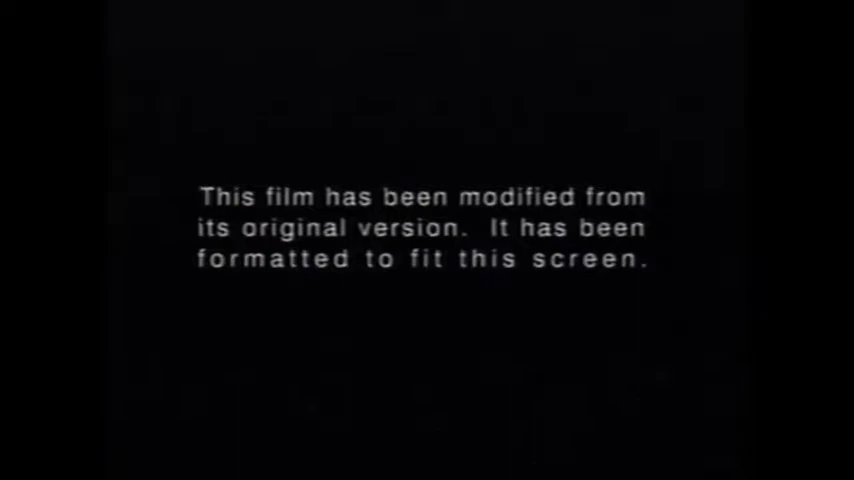 This film has been modified from
its original version. It has been
formatted to fit this screen.